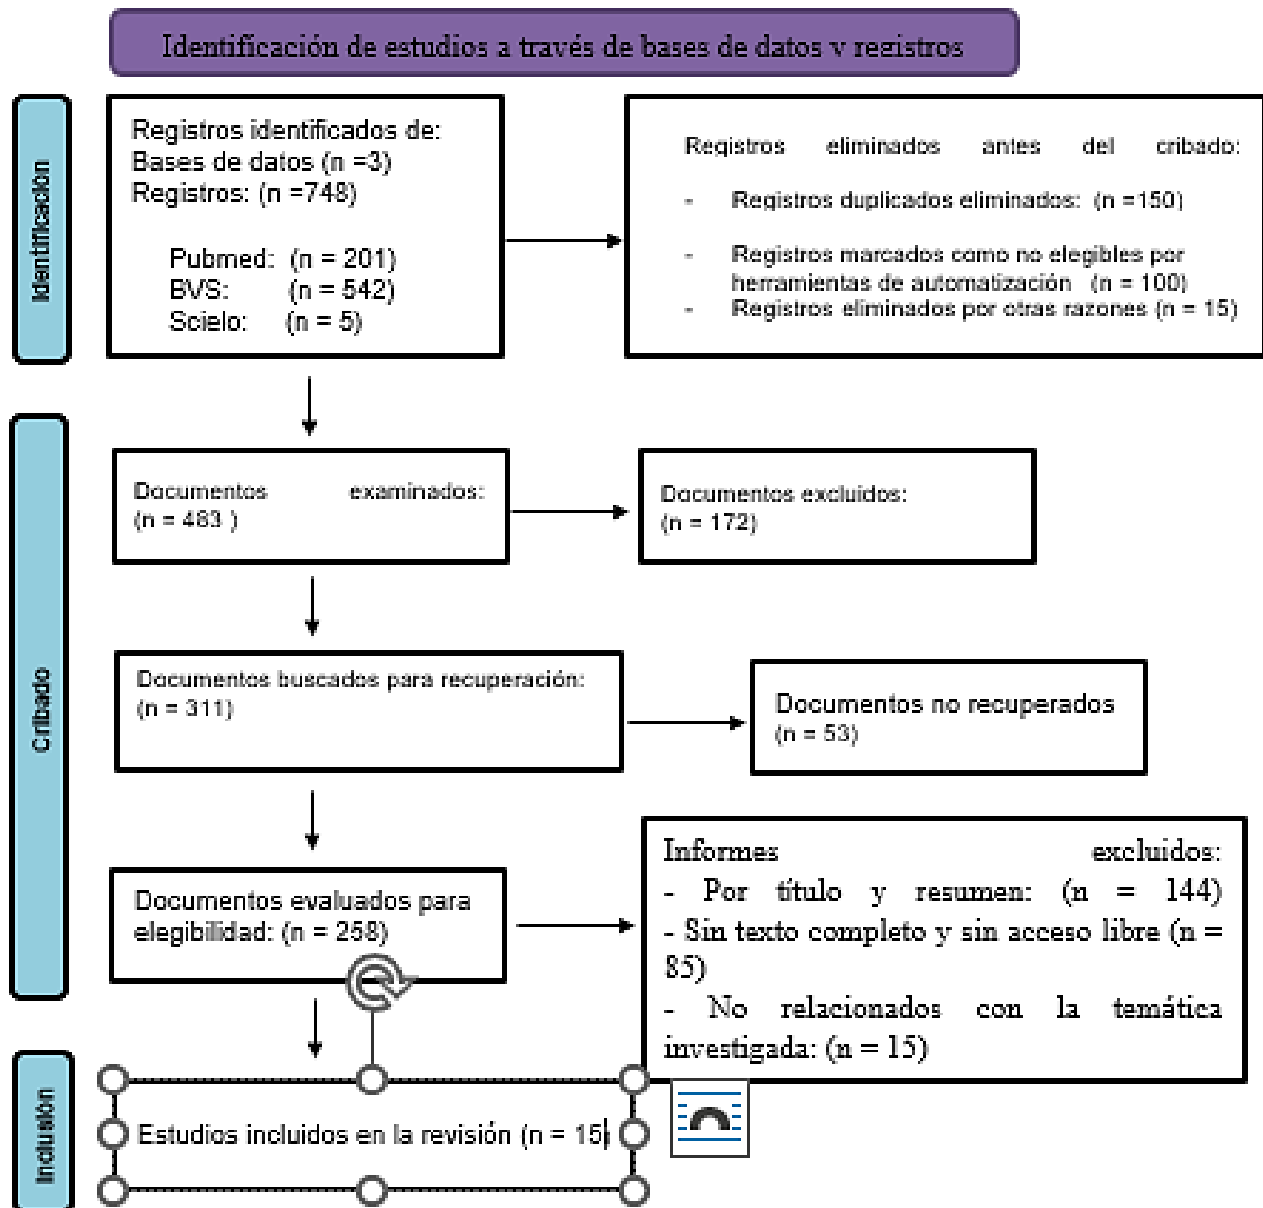 Identificación de estudios a través de bases de datos y registros
Identificación
Registros identificados de:
Bases de datos (n =3)
Registros: (n =748)
Pubmed: (n = 201)
BVS: (n = 542)
Scielo: (n = 5)
Registros eliminados antes del cribado:
- Registros duplicados eliminados: (n =150)
- Registros marcados como no elegibles por
herramientas de automatización (n = 100)
- Registros eliminados por otras razones (n = 15)
Cribado
Documentos examinados:
(n = 483 )
Documentos excluidos:
(n = 172)
Documentos buscados para recuperación:
(n = 311)
Documentos no recuperados
(n = 53)
Documentos evaluados para
elegibilidad: (n = 258)
Informes excluidos:
- Por título y resumen: (n = 144)
- Sin texto completo y sin acceso libre (n =
85)
- No relacionados con la temática
investigada: (n = 15)
Inclusión
Estudios incluidos en la revisión (n = 15)